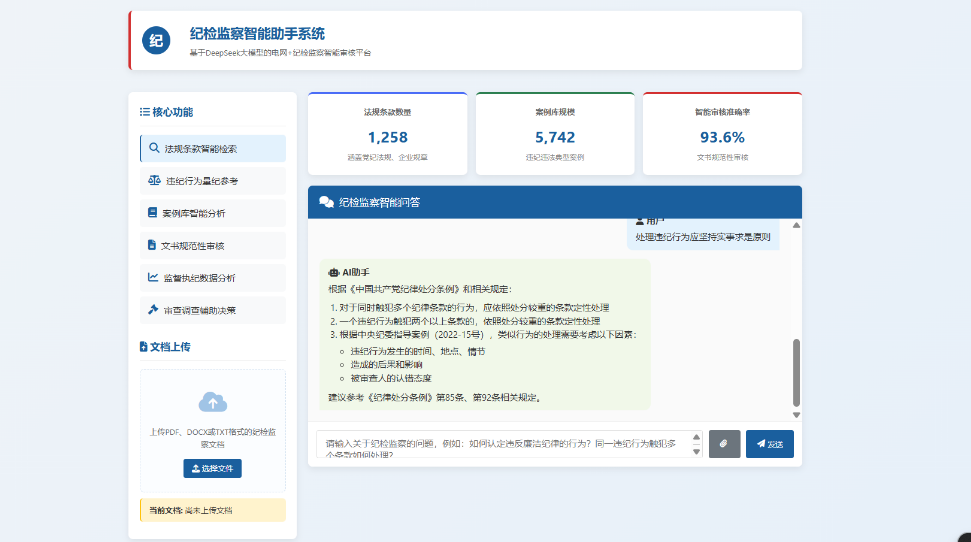 纪
纪检监察智能助手系统
基于DeepSeek大模型的电网+纪检监察智能审核平台
核心功能
法规条款智能检索
违纪行为量纪参考
案例库智能分析
文书规范性审核
监督执纪数据分析
审查调查辅助决策
文档上传
上传PDF、DOCX或TXT格式的纪检监
察文档
选择文件
当前文档: 尚未上传文档
法规条款数量
1,258
涵盖党纪法规、企业规章
案例库规模
5,742
违纪违法典型案例
智能审核准确率
93.6%
文书规范性审核
纪检监察智能问答
用户
处理违纪行为应坚持实事求是原则
AI助手
根据《中国共产党纪律处分条例》和相关规定：
1. 对于同时触犯多个纪律条款的行为，应依照处分较重的条款定性处理
2. 一个违纪行为触犯两个以上条款的，依照处分较重的条款定性处理
3. 根据中央纪委指导案例（2022-15号），类似行为的处理需要考虑以下因素：
违纪行为发生的时间、地点、情节
造成的后果和影响
被审查人的认错态度
建议参考《纪律处分条例》第85条、第92条相关规定。
请输入关于纪检监察的问题，例如：如何认定违反廉洁纪律的行为？同一违纪行为触犯多
个条款如何处理？
发送